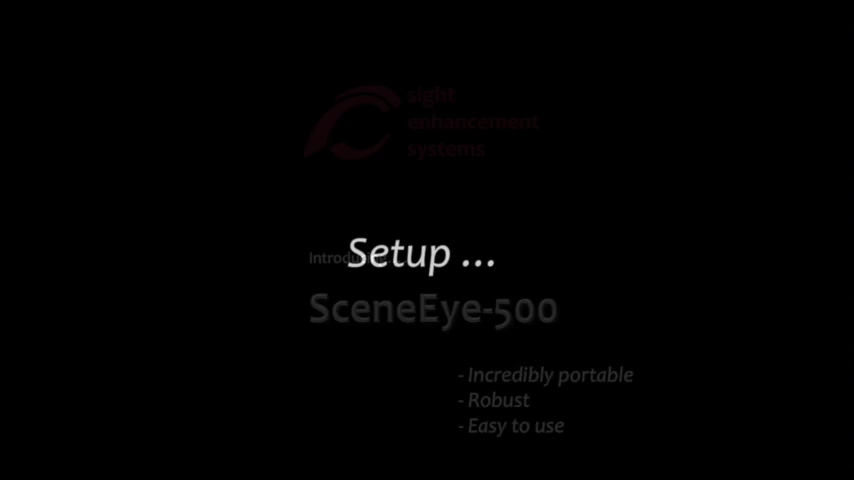 sight
enhancement
systems
Setup ...
SceneEye-500
- Incredibly portable
- Robust
- Easy to use